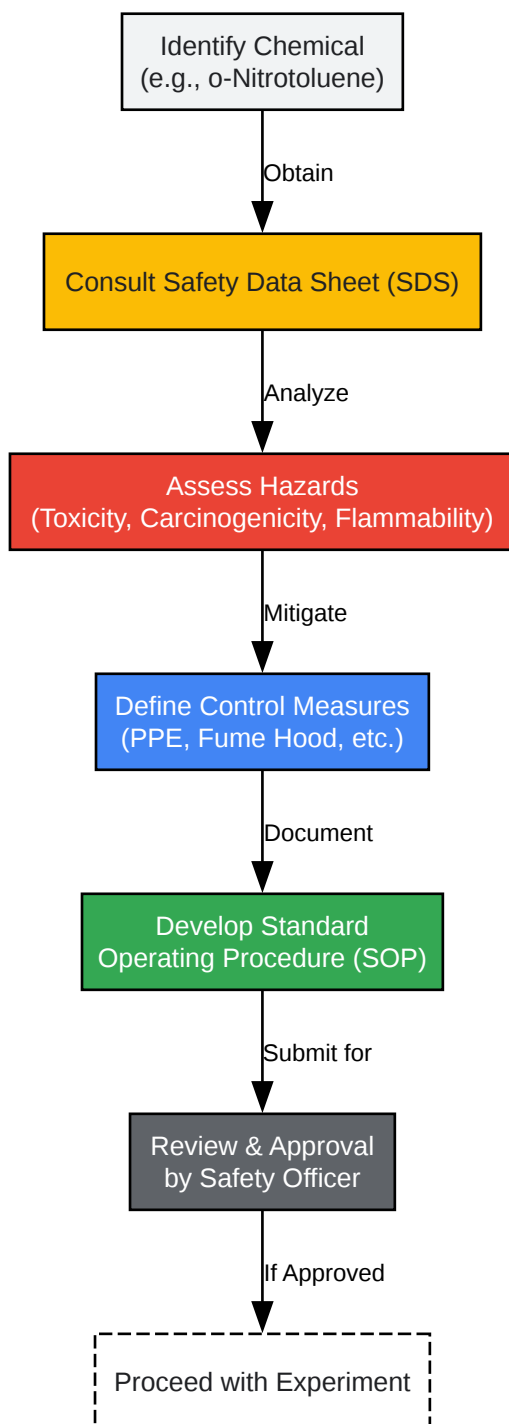 Identify Chemical
(e.g., o-Nitrotoluene)
Obtain
Consult Safety Data Sheet (SDS)
Analyze
Assess Hazards
(Toxicity, Carcinogenicity, Flammability)
Mitigate
Define Control Measures
(PPE, Fume Hood, etc.)
Document
Develop Standard
Operating Procedure (SOP)
Submit for
Review & Approval
by Safety Officer
If Approved
Proceed with Experiment